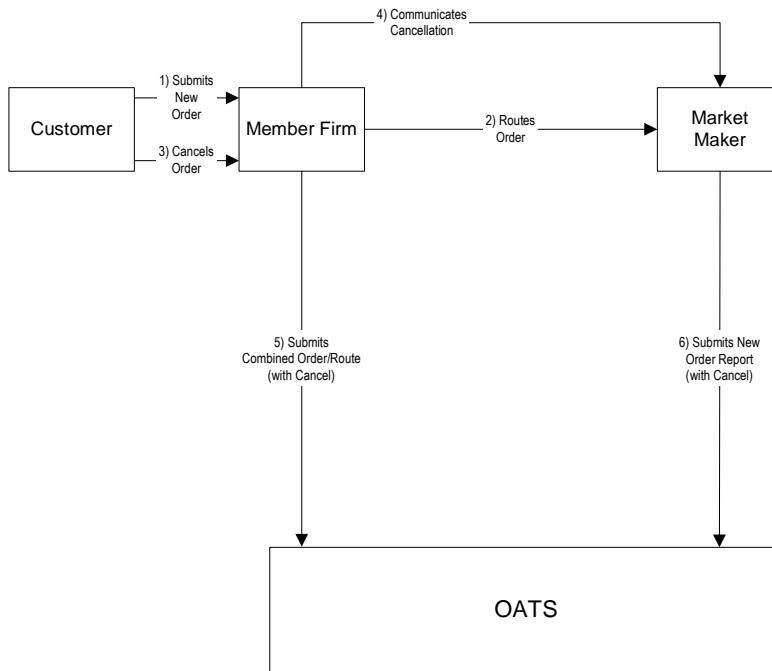 4) Communicates
Cancellation
1) Submits
New
Order
Customer
Member Firm
2) Routes
Order
Market
Maker
3) Cancels
Order
5) Submits
Combined Order/Route
(with Cancel)
6) Submits New
Order Report
(with Cancel)
OATS